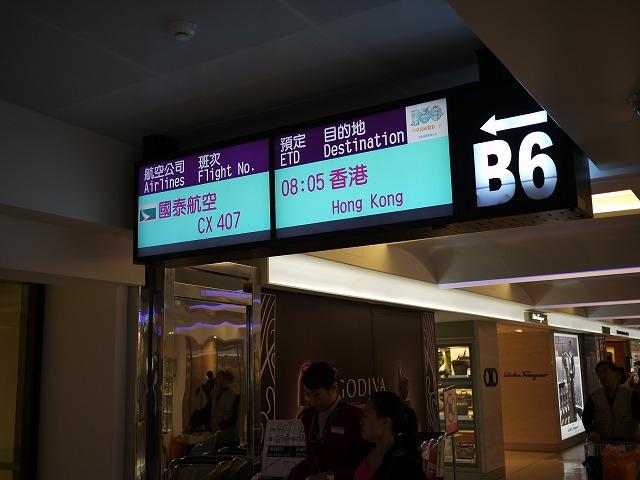 航空公司 班次
Airlines Flight No.
國泰航空
CX 407
預定 目的地
ETD Destination
08:05 香港
Hong Kong
B6
GODIVA
Salvatore Ferragamo